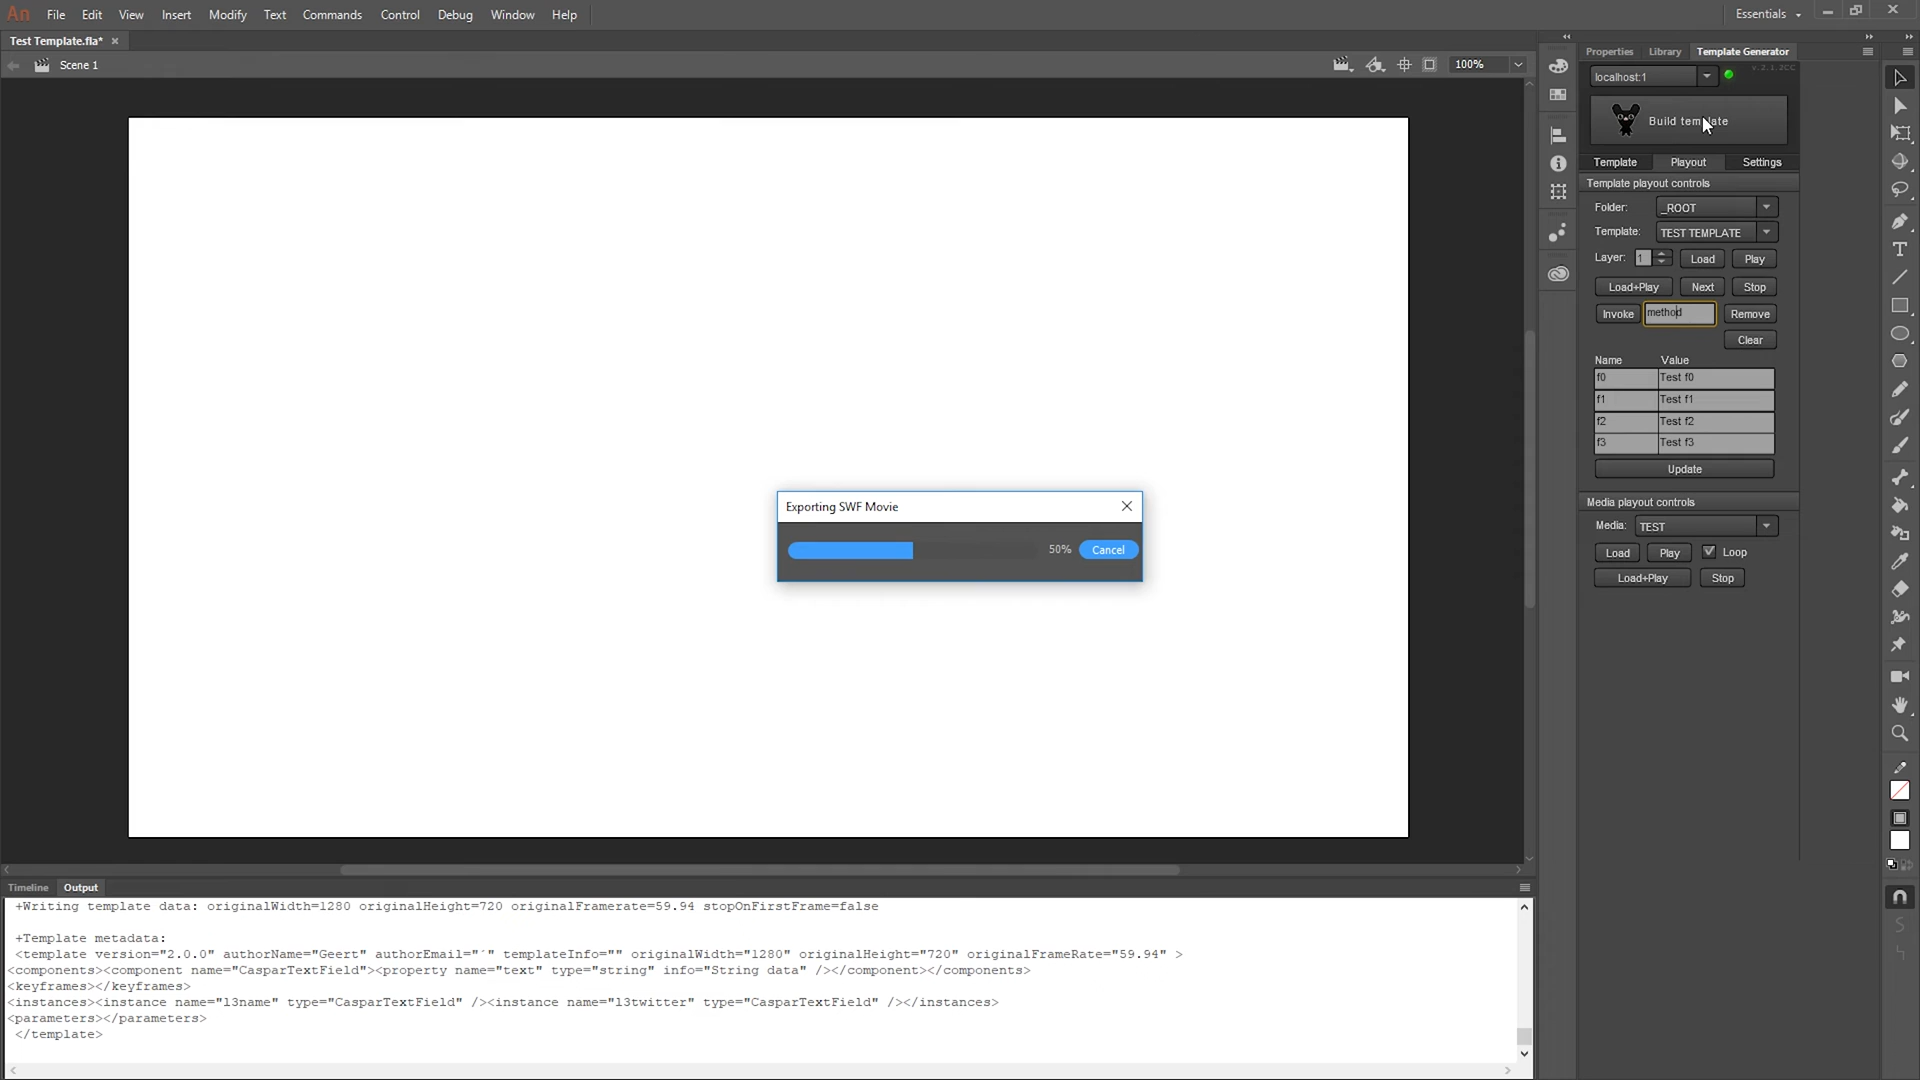 An File Edit View Insert Modify Text Commands Control Debug Window Help Essentials
Test Template.fla*
Scene 1
100%
Properties Library Template Generator
localhost:1
v.2.1.2CC
Build template
Template Playout Settings
Template playout controls
Folder: _ROOT
Template: TEST TEMPLATE
Layer: 1 Load Play
Load+Play Next Stop
Invoke method Remove
Clear
Name Value
f0 Test f0
f1 Test f1
f2 Test f2
f3 Test f3
Update
Media playout controls
Media: TEST
Load Play Loop
Load+Play Stop
Exporting SWF Movie
50% Cancel
Timeline Output
+Writing template data: originalWidth=1280 originalHeight=720 originalFramerate=59.94 stopOnFirstFrame=false
+Template metadata:
<template version="2.0.0" authorName="Geert" authorEmail="´" templateInfo="" originalWidth="1280" originalHeight="720" originalFrameRate="59.94" >
<components><component name="CasparTextField"><property name="text" type="string" info="String data" /></component></components>
<keyframes></keyframes>
<instances><instance name="l3name" type="CasparTextField" /><instance name="l3twitter" type="CasparTextField" /></instances>
<parameters></parameters>
</template>